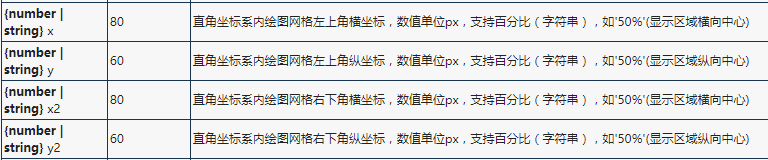 {number |
string} x
80
直角坐标系内绘图网格左上角横坐标，数值单位px，支持百分比（字符串），如'50%'(显示区域横向中心)
{number |
string} y
60
直角坐标系内绘图网格左上角纵坐标，数值单位px，支持百分比（字符串），如'50%'(显示区域纵向中心)
{number |
string} x2
80
直角坐标系内绘图网格右下角横坐标，数值单位px，支持百分比（字符串），如'50%'(显示区域横向中心)
{number |
string} y2
60
直角坐标系内绘图网格右下角纵坐标，数值单位px，支持百分比（字符串），如'50%'(显示区域纵向中心)